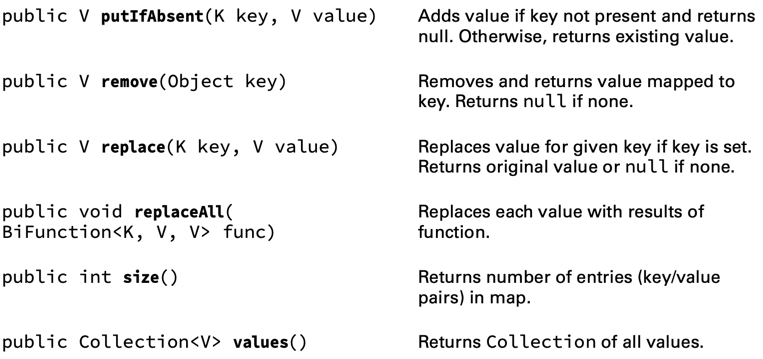 public V putIfAbsent(K key, V value) Adds value if key not present and returns
null. Otherwise, returns existing value.
public V remove(Object key) Removes and returns value mapped to
key. Returns null if none.
public V replace(K key, V value) Replaces value for given key if key is set.
Returns original value or null if none.
public void replaceAll( Replaces each value with results of
BiFunction<K, V, V> func) function.
public int size() Returns number of entries (key/value
pairs) in map.
public Collection<V> values() Returns Collection of all values.